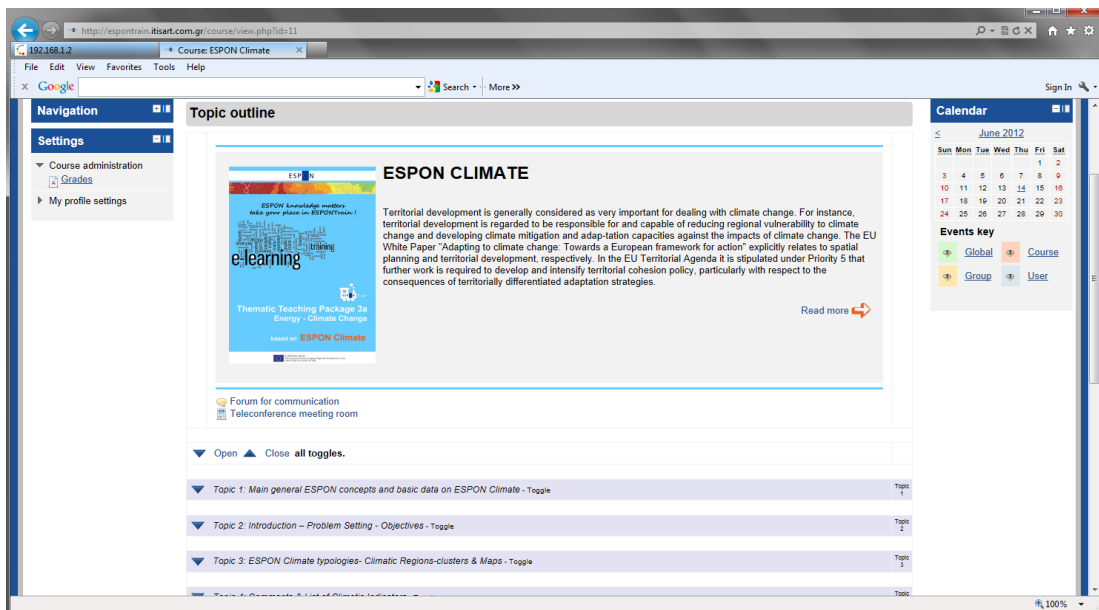 http://espontrain.itisart.com.gr/course/view.php?id=11
192.168.1.2
Course: ESPON Climate
File Edit View Favorites Tools Help
Google Search More >>
Sign In
Navigation
Settings
Course administration
Grades
My profile settings
Topic outline
ESPON
ESPON knowledge matters
take your place in ESPONTrain !
training
e-learning
Thematic Teaching Package 3a
Energy - Climate Change
based on ESPON Climate
ESPON CLIMATE
Territorial development is generally considered as very important for dealing with climate change. For instance,
territorial development is regarded to be responsible for and capable of reducing regional vulnerability to climate
change and developing climate mitigation and adap-tation capacities against the impacts of climate change. The EU
White Paper "Adapting to climate change: Towards a European framework for action" explicitly relates to spatial
planning and territorial development, respectively. In the EU Territorial Agenda it is stipulated under Priority 5 that
further work is required to develop and intensify territorial cohesion policy, particularly with respect to the
consequences of territorially differentiated adaptation strategies.
Read more
Forum for communication
Teleconference meeting room
Open Close all toggles.
Topic 1: Main general ESPON concepts and basic data on ESPON Climate - Toggle
Topic 1
Topic 2: Introduction – Problem Setting - Objectives - Toggle
Topic 2
Topic 3: ESPON Climate typologies- Climatic Regions-clusters & Maps - Toggle
Topic 3
Topic 4: Comments & List of Climatic Indicators
Topic
Calendar
< June 2012
Sun Mon Tue Wed Thu Fri Sat
1 2
3 4 5 6 7 8 9
10 11 12 13 14 15 16
17 18 19 20 21 22 23
24 25 26 27 28 29 30
Events key
Global Course
Group User
100%